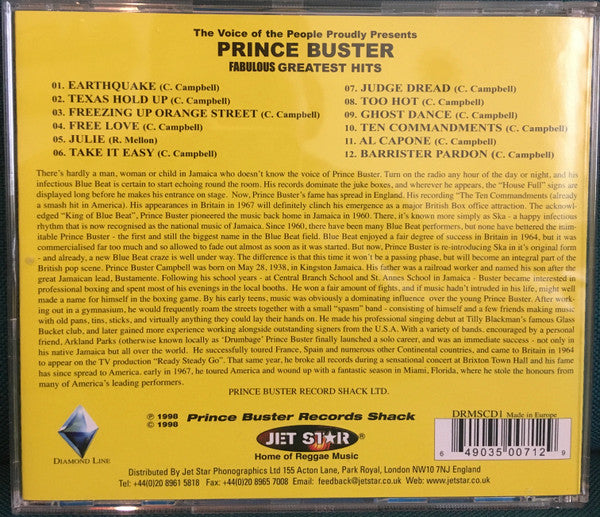 The Voice of the People Proudly Presents
PRINCE BUSTER
FABULOUS GREATEST HITS
01. EARTHQUAKE (C. Campbell)
02. TEXAS HOLD UP (C. Campbell)
03. FREEZING UP ORANGE STREET (C. Campbell)
04. FREE LOVE (C. Campbell)
05. JULIE (R. Mellon)
06. TAKE IT EASY (C. Campbell)
07. JUDGE DREAD (C. Campbell)
08. TOO HOT (C. Campbell)
09. GHOST DANCE (C. Campbell)
10. TEN COMMANDMENTS (C. Campbell)
11. AL CAPONE (C. Campbell)
12. BARRISTER PARDON (C. Campbell)
There's hardly a man, woman or child in Jamaica who doesn't know the voice of Prince Buster. Turn on the radio any hour of the day or night, and his
infectious Blue Beat is certain to start echoing round the room. His records dominate the juke boxes, and wherever he appears, the "House Full" signs are
displayed long before he makes his entrance on stage. Now, Prince Buster's fame has spread in England. His recording "The Ten Commandments (already
a smash hit in America). His appearances in Britain in 1967 will definitely clinch his emergence as a major British Box office attraction. The acknowl-
edged "King of Blue Beat", Prince Buster pioneered the music back home in Jamaica in 1960. There, it's known more simply as Ska - a happy infectious
rhythm that is now recognised as the national music of Jamaica. Since 1960, there have been many Blue Beat performers, but none have bettered the inim-
itable Prince Buster - the first and still the biggest name in the Blue Beat field. Blue Beat enjoyed a fair degree of success in Britain in 1964, but it was
commercialised far too much and so allowed to fade out almost as soon as it was started. But now, Prince Buster is re-introducing Ska in it's original form
- and already, a new Blue Beat craze is well under way. The difference is that this time it won't be a passing phase, but will become an integral part of the
British pop scene. Prince Buster Campbell was born on May 28, 1938, in Kingston Jamaica. His father was a railroad worker and named his son after the
great Jamaican lead, Bustamente. Following his school years - at Central Branch School and St. Annes School in Jamaica - Buster became interested in
professional boxing and spent most of his evenings in the local booths. He won a fair amount of fights, and if music hadn't intruded in his life, might well
made a name for himself in the boxing game. By his early teens, music was obviously a dominating influence over the young Prince Buster. After work-
ing out in a gymnasium, he would frequently roam the streets together with a small "spasm" band - consisting of himself and a few friends making music
with old pans, tins, sticks, and virtually anything they could lay their hands on. He made his professional singing debut at Tilly Blackman's famous Glass
Bucket club, and later gained more experience working alongside outstanding signers from the U.S.A. With a variety of bands. encouraged by a personal
friend, Arkland Parks (otherwise known locally as 'Drumbage' Prince Buster finally launched a solo career, and was an immediate success - not only in
his native Jamaica but all over the world. He successfully toured France, Spain and numerous other Continental countries, and came to Britain in 1964
to appear on the TV production "Ready Steady Go". That same year, he broke all records during a sensational concert at Brixton Town Hall and his fame
has since spread to America. early in 1967, he toured America and wound up with a fantastic season in Miami, Florida, where he stole the honours from
many of America's leading performers.
PRINCE BUSTER RECORD SHACK LTD.
DIAMOND LINE
℗ 1998
© 1998
Prince Buster Records Shack
JET STAR
Home of Reggae Music
DRMSCD1 Made in Europe
6 49035 00712 9
Distributed By Jet Star Phonographics Ltd 155 Acton Lane, Park Royal, London NW10 7NJ England
Tel: +44(0)20 8961 5818 Fax: +44(0)20 8965 7008 Email: feedback@jetstar.co.uk Web: www.jetstar.co.uk